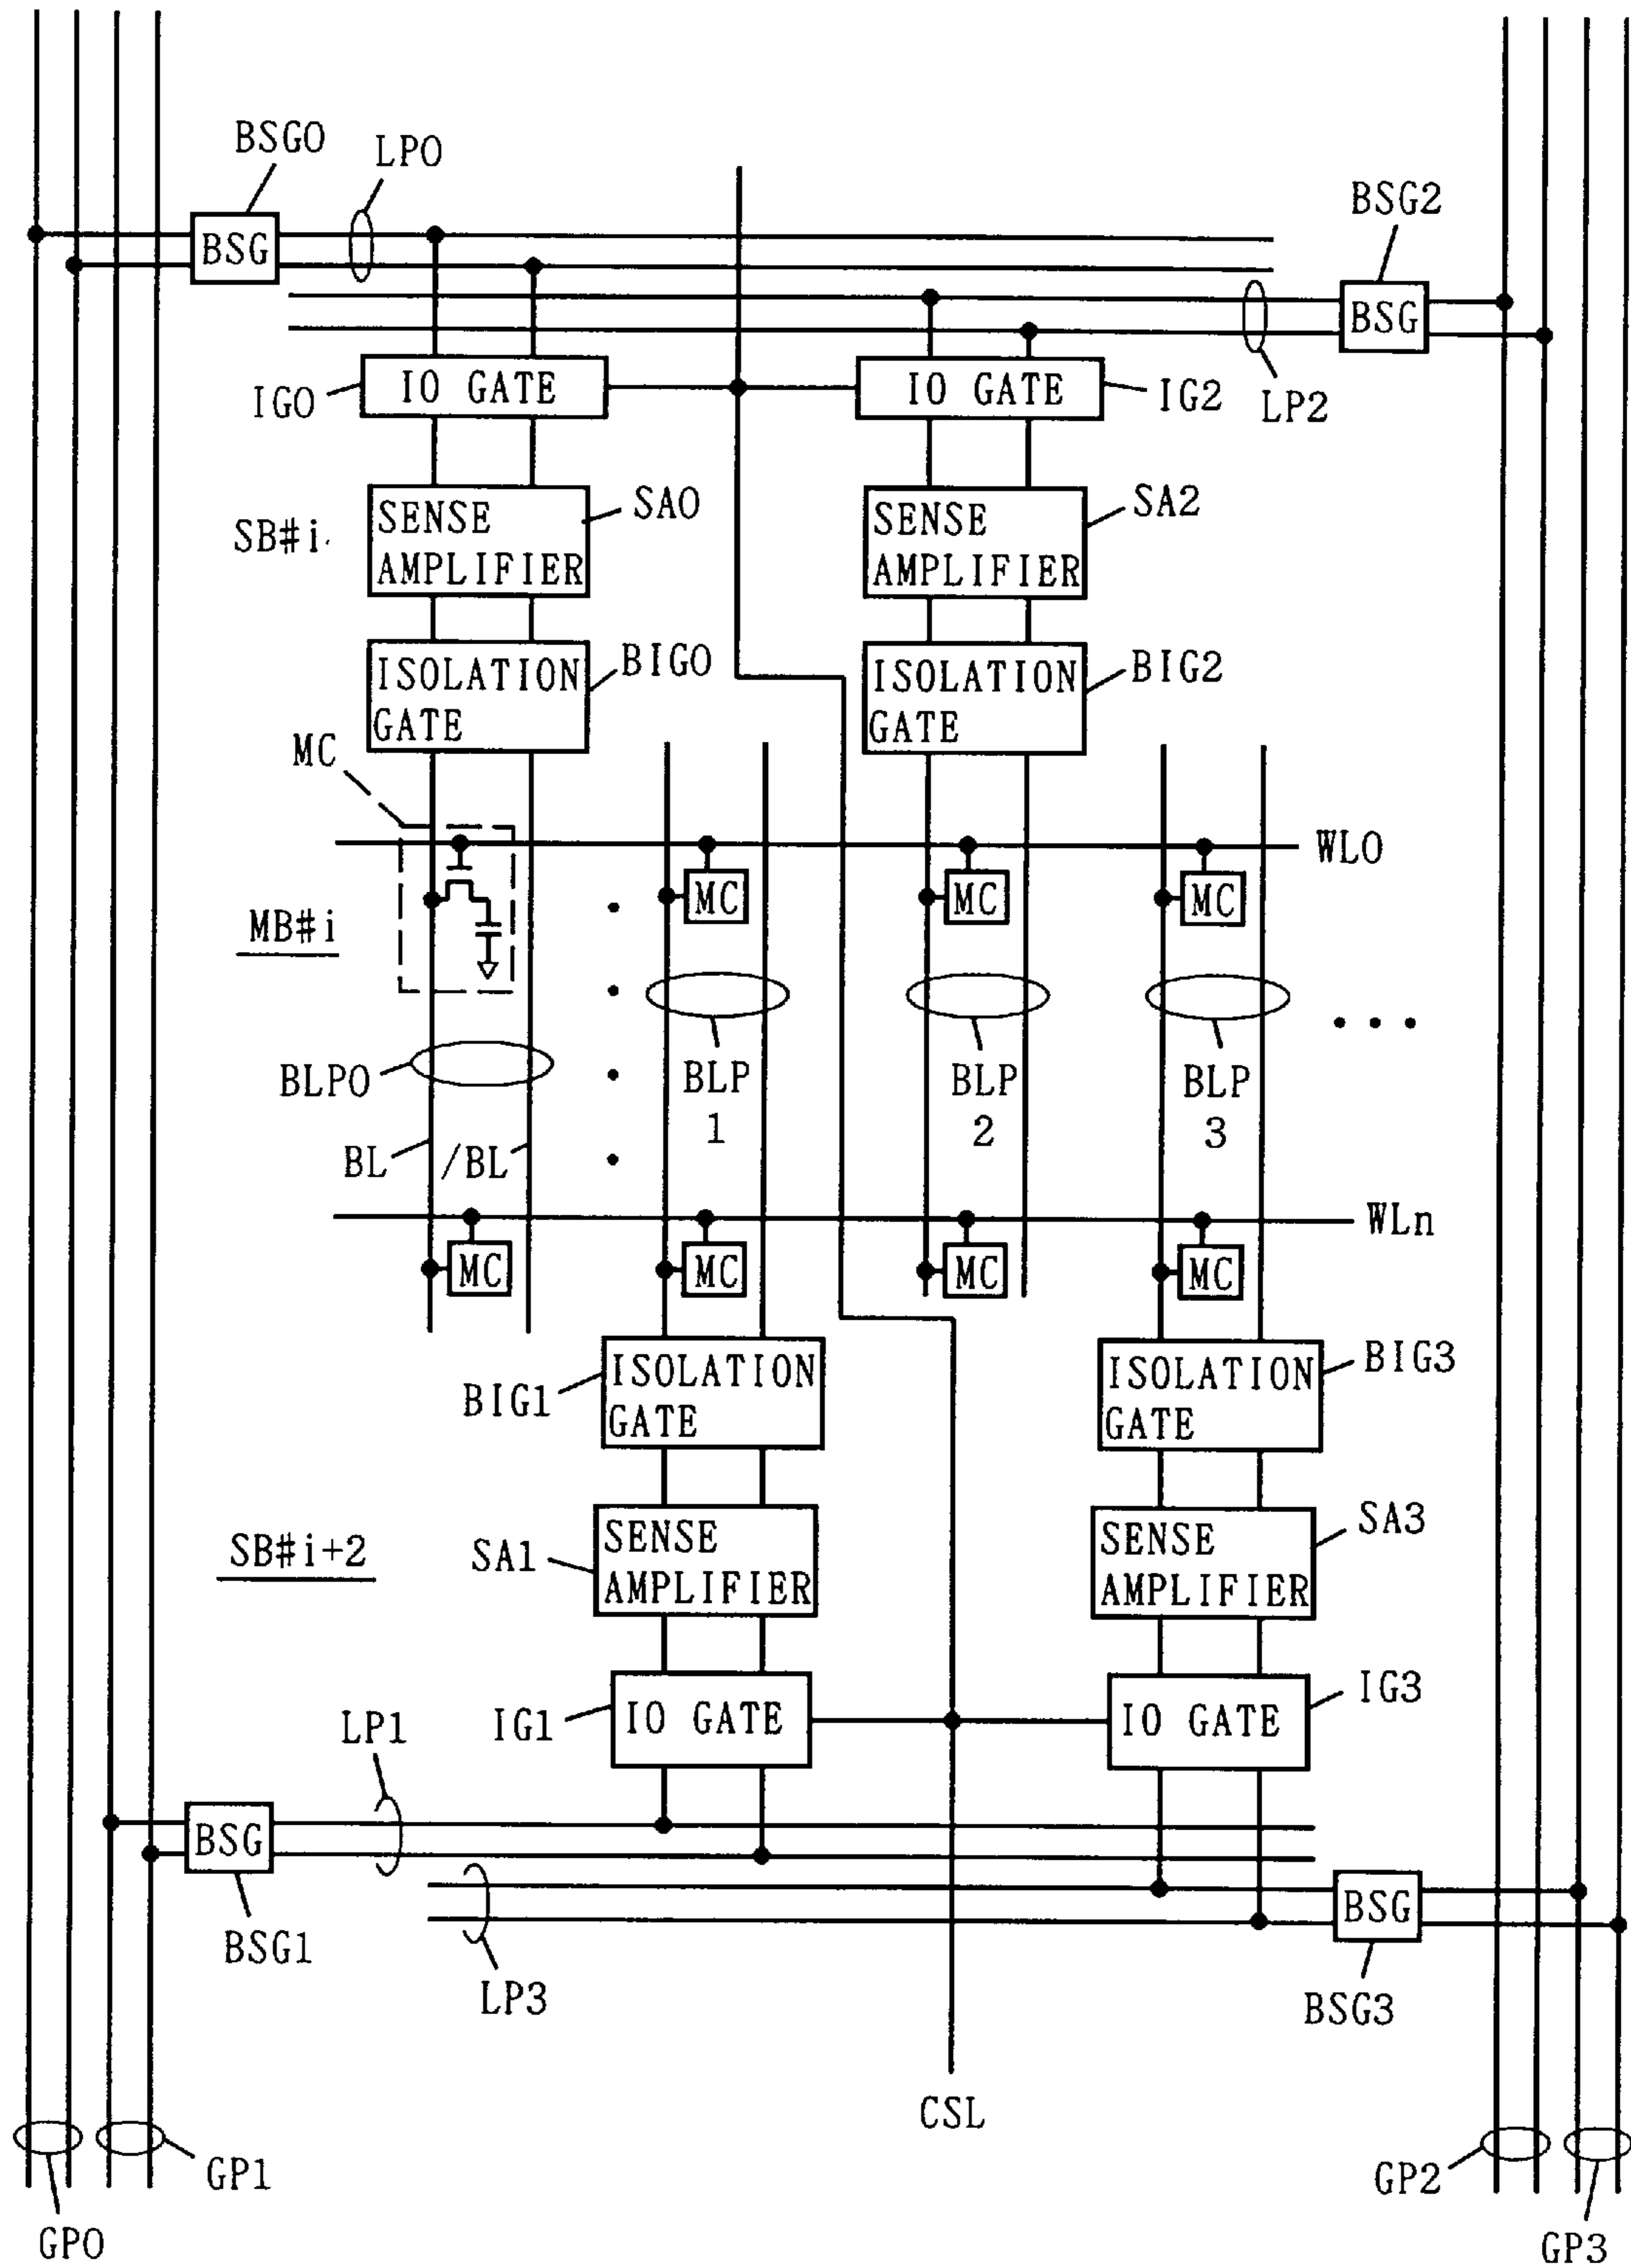 BSG0
LP0
BSG2
BSG
BSG
IO GATE
IO GATE
IG0
IG2
LP2
SENSE
AMPLIFIER
SA0
SENSE
AMPLIFIER
SA2
SB#i
ISOLATION
GATE
BIG0
ISOLATION
GATE
BIG2
MC
WL0
MC
MC
MC
MB#i
BLP0
BLP
1
BLP
2
BLP
3
BL
/BL
WLn
MC
MC
MC
MC
BIG1
ISOLATION
GATE
ISOLATION
GATE
BIG3
SB#i+2
SA1
SENSE
AMPLIFIER
SENSE
AMPLIFIER
SA3
LP1
IG1
IO GATE
IO GATE
IG3
BSG
BSG
BSG1
LP3
BSG3
CSL
GP1
GP2
GP0
GP3